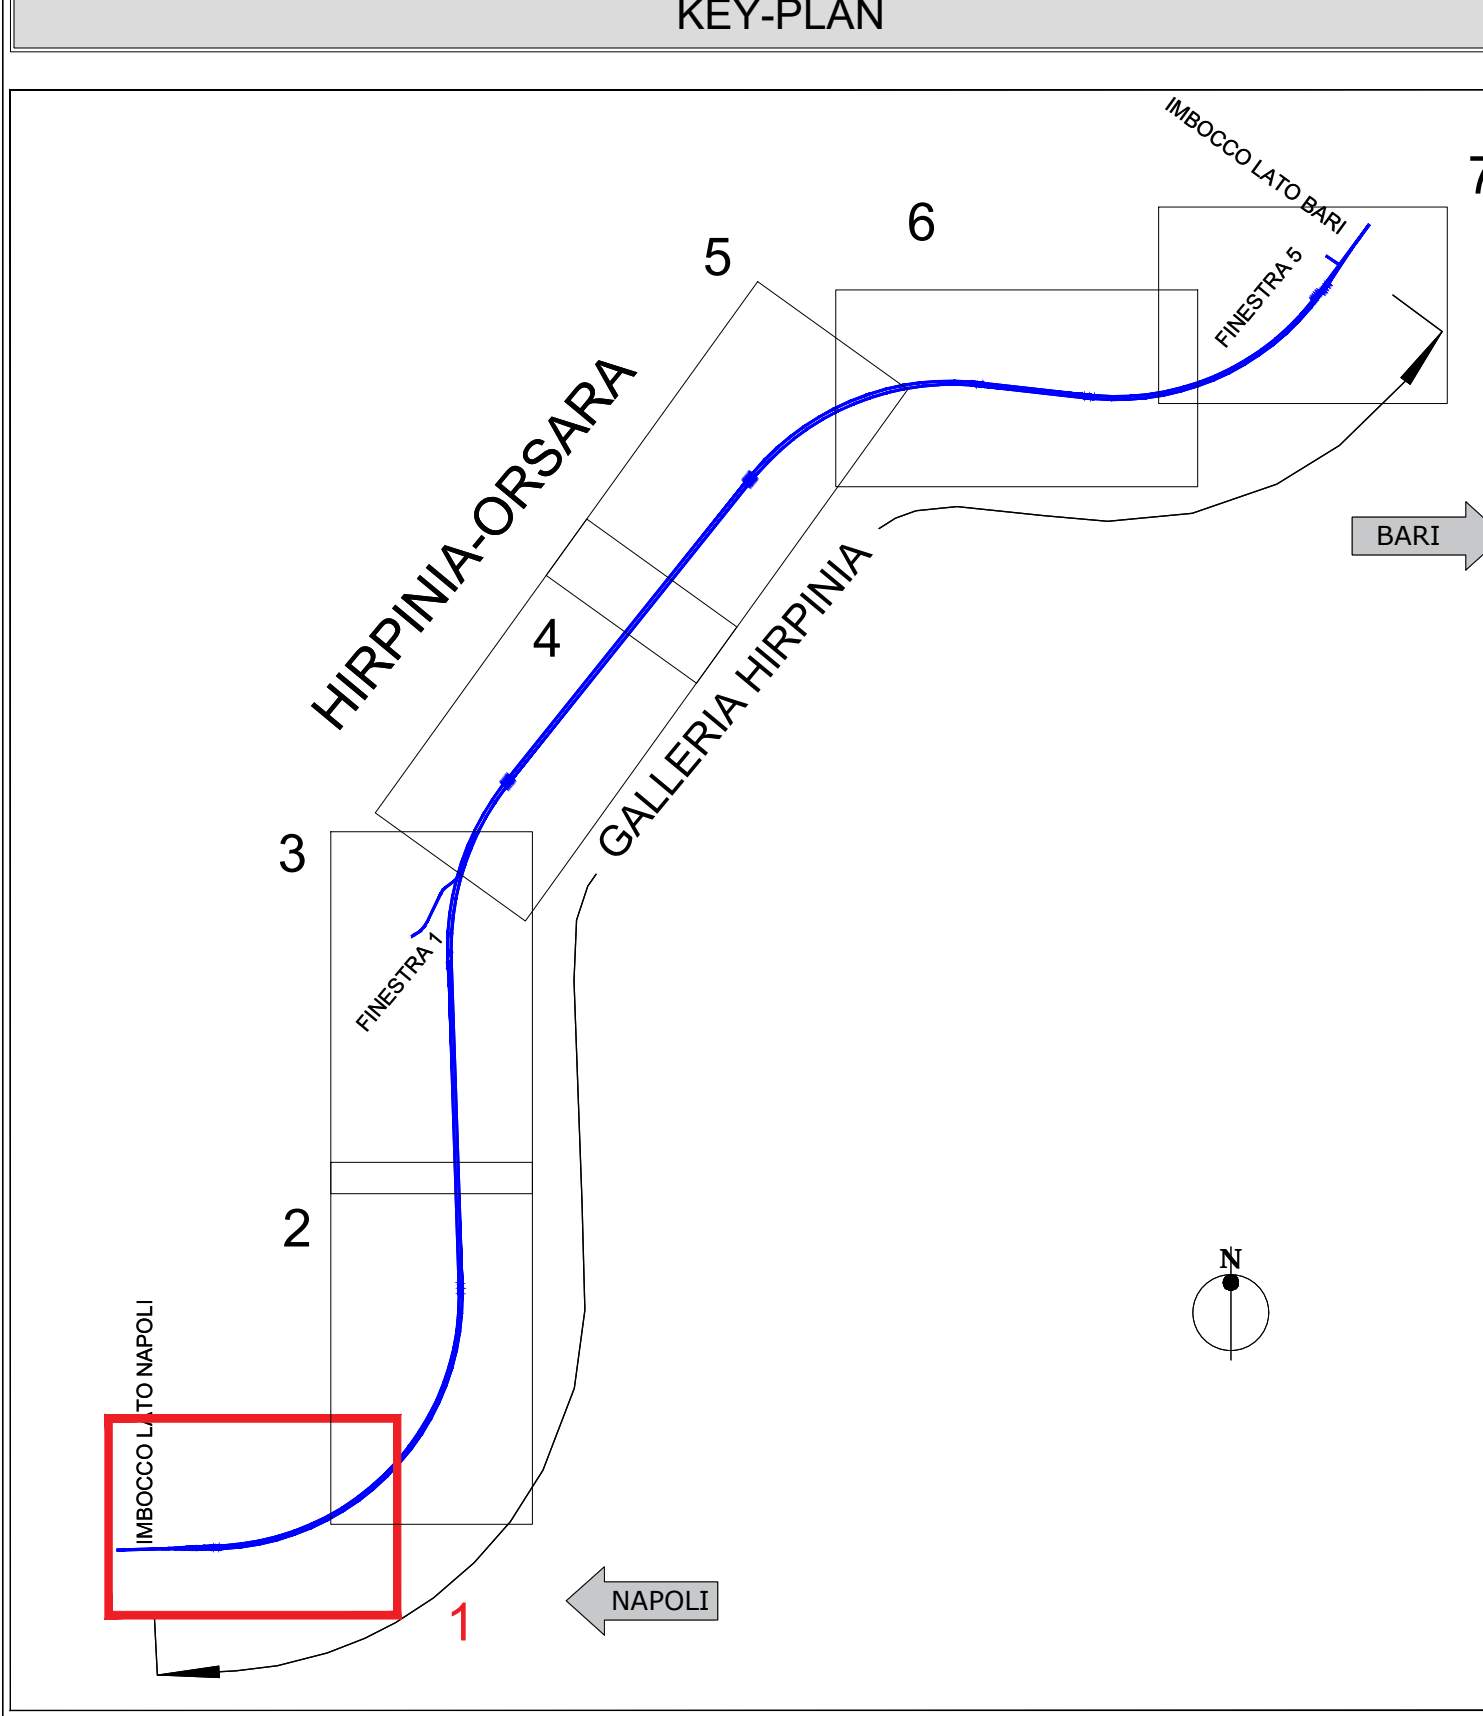 KEY-PLAN
IMBOCCO LATO BARI
7
6
5
FINESTRA 5
HIRPINIA-ORSARA
BARI
4
GALLERIA HIRPINIA
3
FINESTRA 1
2
N
IMBOCCO LATO NAPOLI
NAPOLI
1